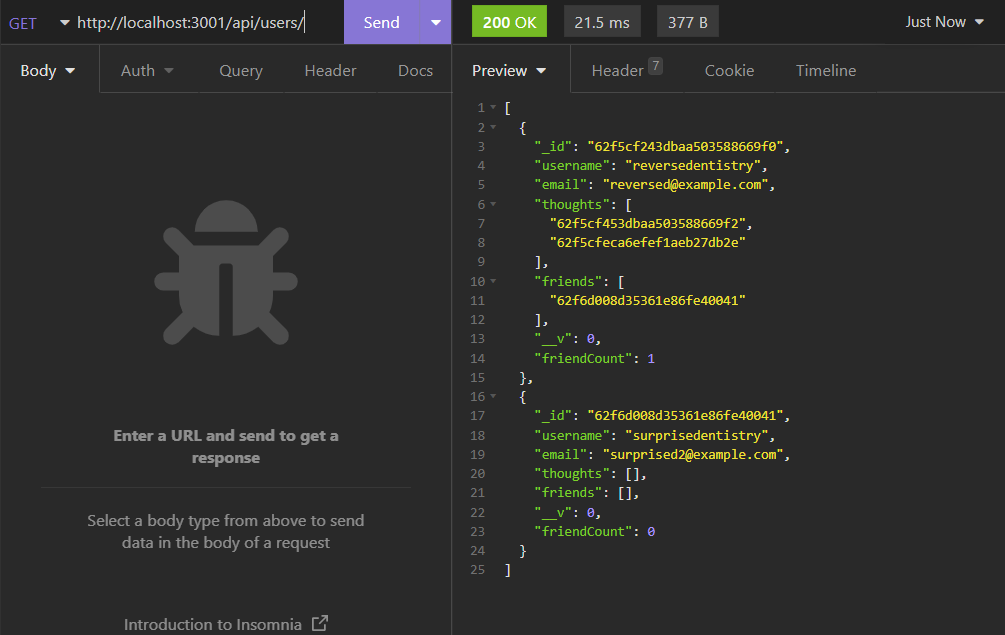 GET http://localhost:3001/api/users/ Send 200 OK 21.5 ms 377 B Just Now
Body Auth Query Header Docs Preview Header 7 Cookie Timeline
Enter a URL and send to get a
response
Select a body type from above to send
data in the body of a request
Introduction to Insomnia
1 [
2 {
3 "_id": "62f5cf243dbaa503588669f0",
4 "username": "reversedentistry",
5 "email": "reversed@example.com",
6 "thoughts": [
7 "62f5cf453dbaa503588669f2",
8 "62f5cfeca6efef1aeb27db2e"
9 ],
10 "friends": [
11 "62f6d008d35361e86fe40041"
12 ],
13 "__v": 0,
14 "friendCount": 1
15 },
16 {
17 "_id": "62f6d008d35361e86fe40041",
18 "username": "surprisedentistry",
19 "email": "surprised2@example.com",
20 "thoughts": [],
21 "friends": [],
22 "__v": 0,
23 "friendCount": 0
24 }
25 ]